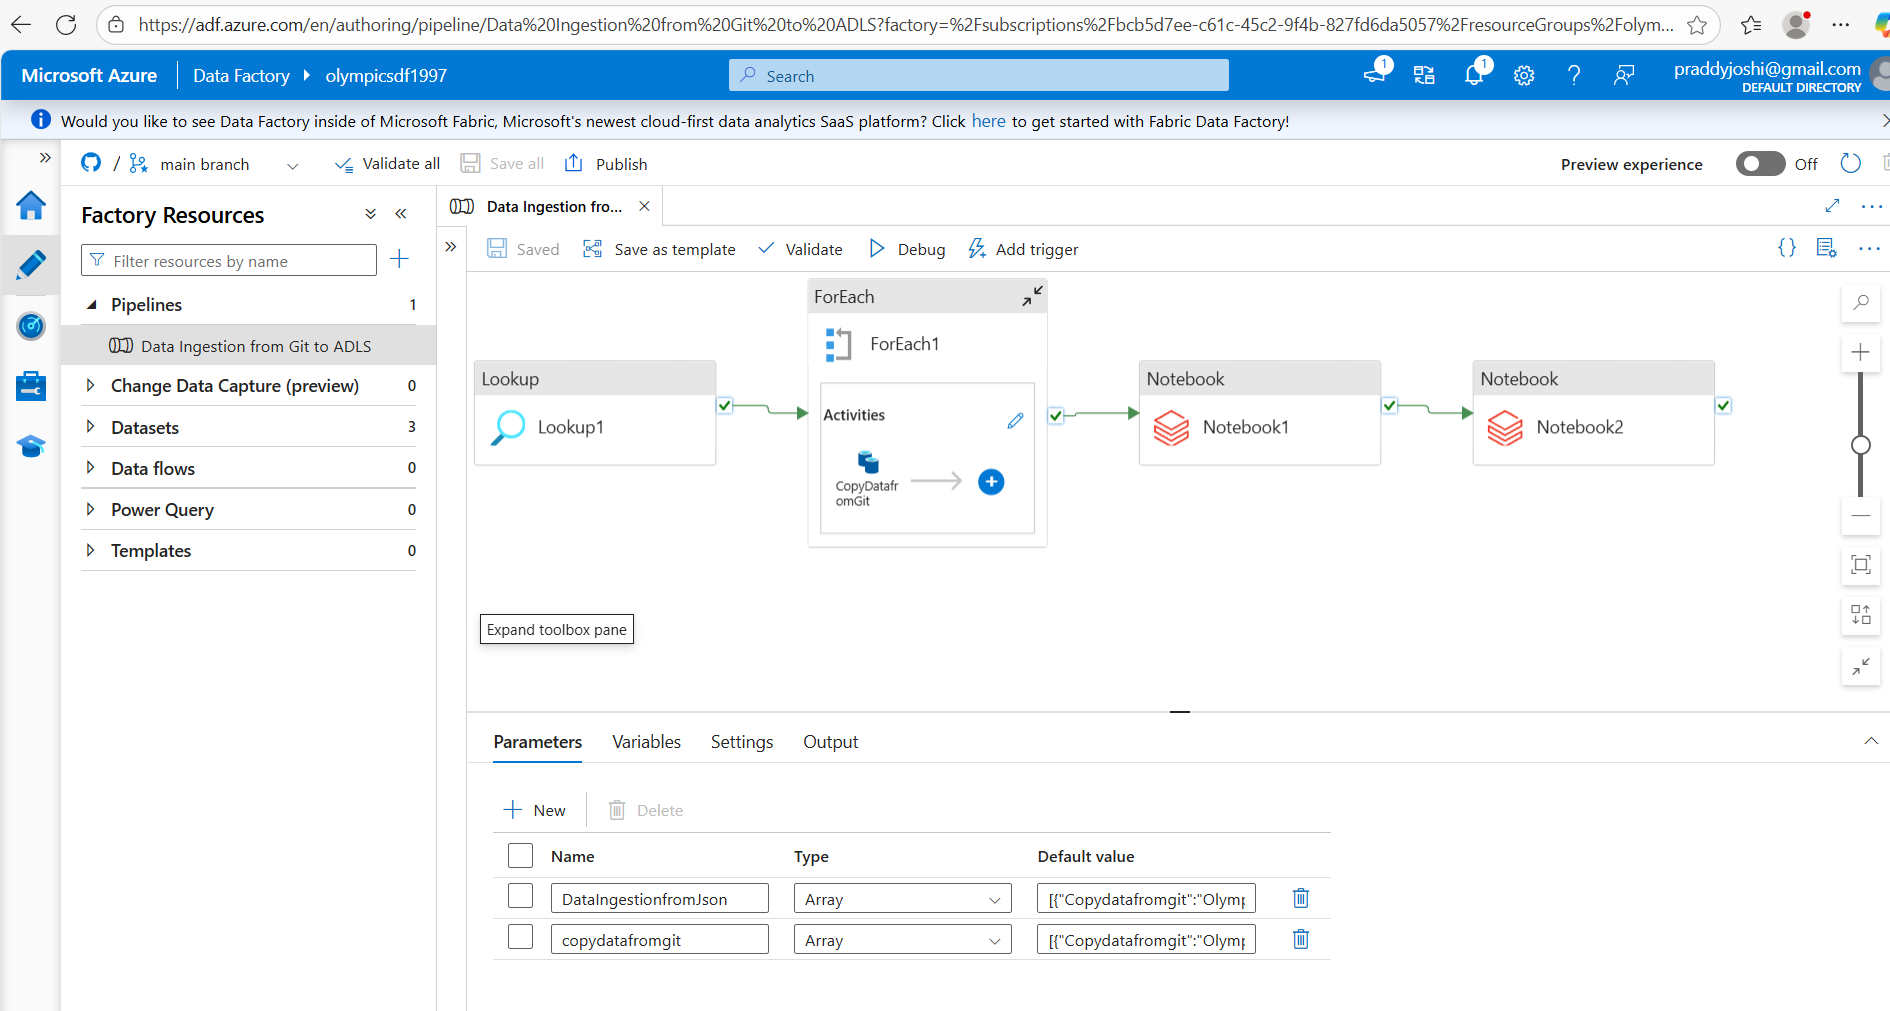 https://adf.azure.com/en/authoring/pipeline/Data%20Ingestion%20from%20Git%20to%20ADLS?factory=%2Fsubscriptions%2Fbcb5d7ee-c61c-45c2-9f4b-827fd6da5057%2FresourceGroups%2Folym...
Microsoft Azure Data Factory olympicsdf1997 Search 1 1 praddyjoshi@gmail.com
DEFAULT DIRECTORY
Would you like to see Data Factory inside of Microsoft Fabric, Microsoft's newest cloud-first data analytics SaaS platform? Click here to get started with Fabric Data Factory!
/ main branch Validate all Save all Publish Preview experience Off
Factory Resources
Filter resources by name
Pipelines 1
Data Ingestion from Git to ADLS
Change Data Capture (preview) 0
Datasets 3
Data flows 0
Power Query 0
Templates 0
Data Ingestion fro...
Saved Save as template Validate Debug Add trigger {}
Lookup
Lookup1
ForEach
ForEach1
Activities
CopyDatafr
omGit
Notebook
Notebook1
Notebook
Notebook2
Expand toolbox pane
Parameters Variables Settings Output
New Delete
Name Type Default value
DataIngestionfromJson Array [{"Copydatafromgit":"Olymp
copydatafromgit Array [{"Copydatafromgit":"Olymp